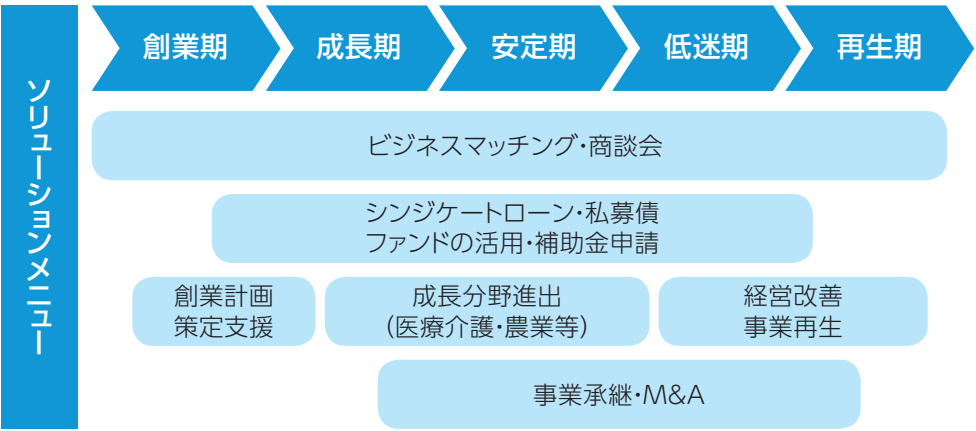 ソリューションメニュー
創業期
成長期
安定期
低迷期
再生期
ビジネスマッチング・商談会
シンジケートローン・私募債
ファンドの活用・補助金申請
創業計画
策定支援
成長分野進出
(医療介護・農業等)
経営改善
事業再生
事業承継・M&A